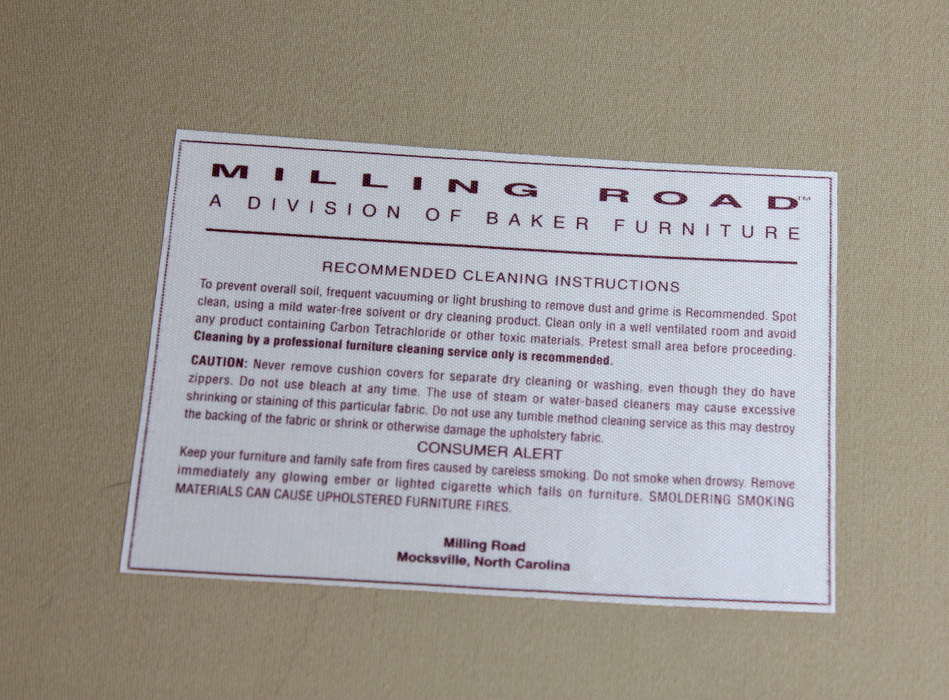 MILLING ROAD™
A DIVISION OF BAKER FURNITURE
RECOMMENDED CLEANING INSTRUCTIONS
To prevent overall soil, frequent vacuuming or light brushing to remove dust and grime is Recommended. Spot
clean, using a mild water-free solvent or dry cleaning product. Clean only in a well ventilated room and avoid
any product containing Carbon Tetrachloride or other toxic materials. Pretest small area before proceeding.
Cleaning by a professional furniture cleaning service only is recommended.
CAUTION: Never remove cushion covers for separate dry cleaning or washing, even though they do have
zippers. Do not use bleach at any time. The use of steam or water-based cleaners may cause excessive
shrinking or staining of this particular fabric. Do not use any tumble method cleaning service as this may destroy
the backing of the fabric or shrink or otherwise damage the upholstery fabric.
CONSUMER ALERT
Keep your furniture and family safe from fires caused by careless smoking. Do not smoke when drowsy. Remove
immediately any glowing ember or lighted cigarette which falls on furniture. SMOLDERING SMOKING
MATERIALS CAN CAUSE UPHOLSTERED FURNITURE FIRES.
Milling Road
Mocksville, North Carolina